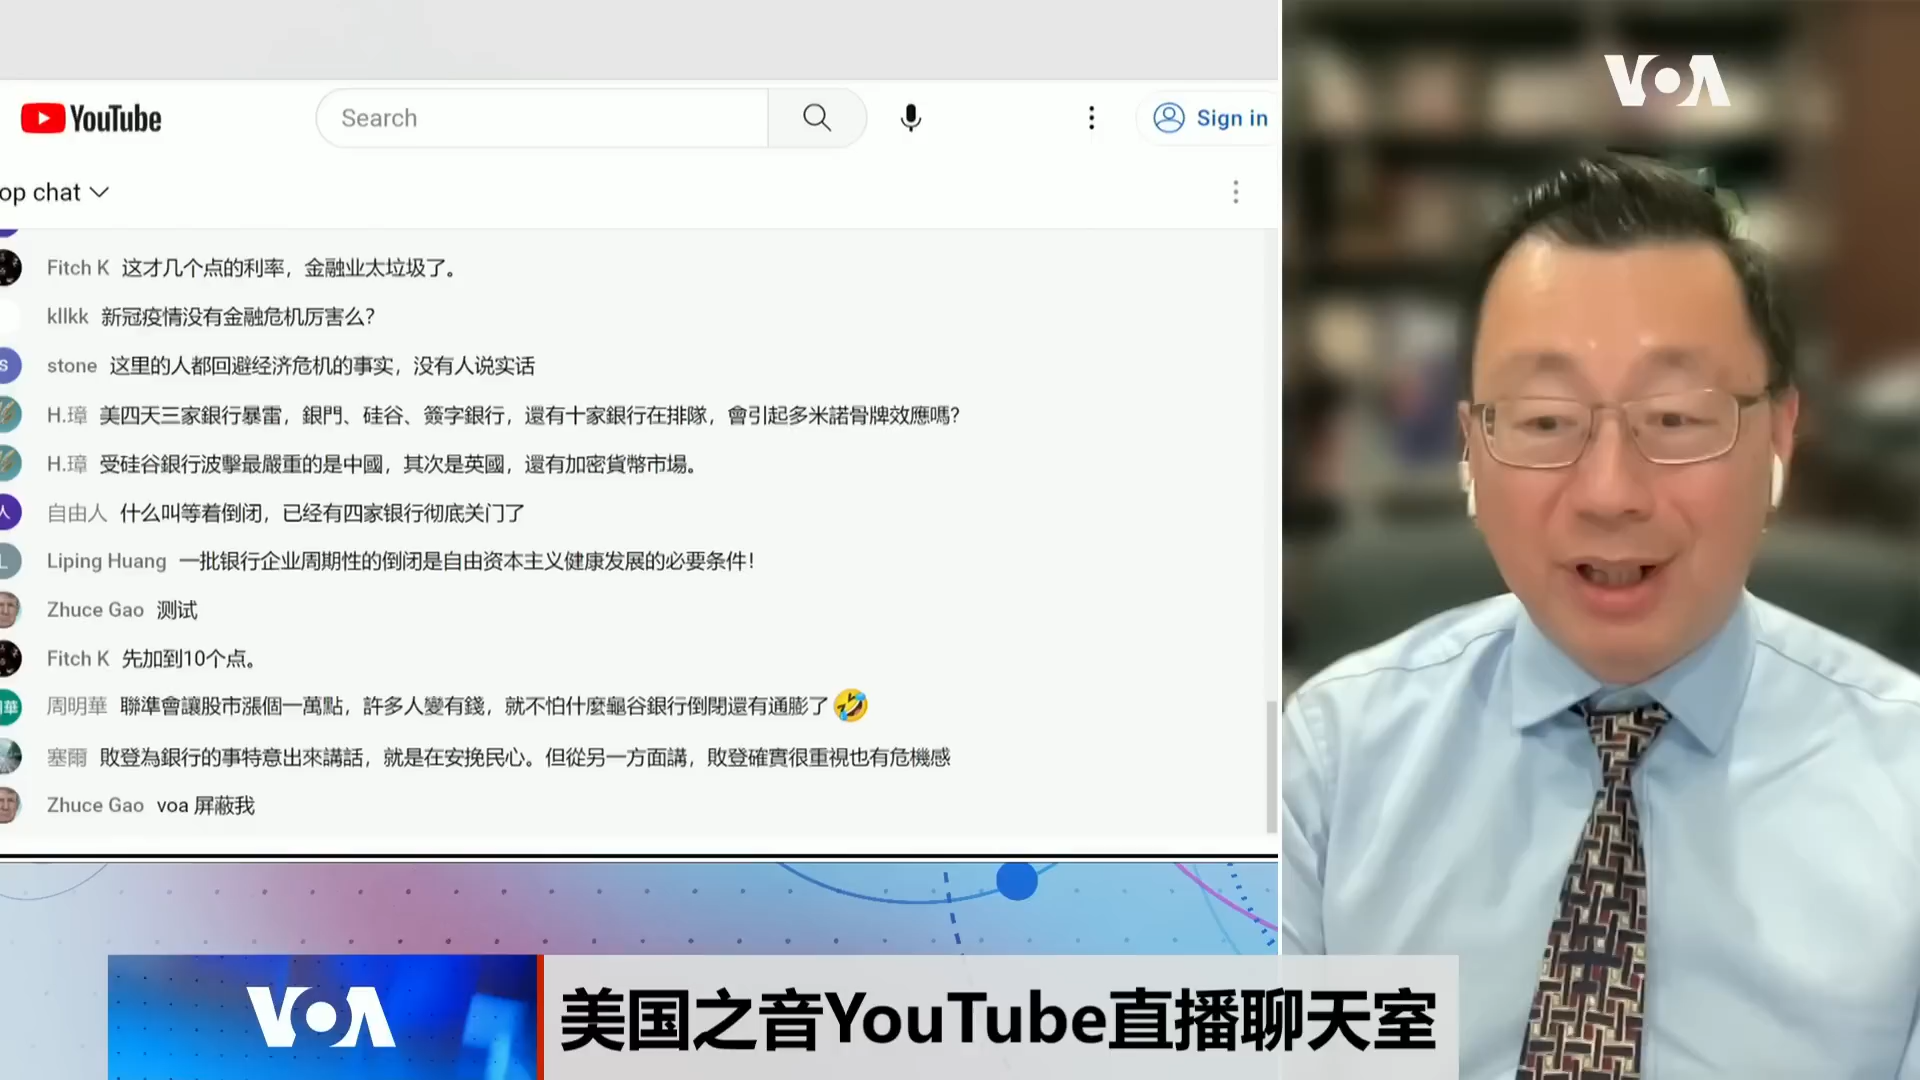 VOA
YouTube
Search
Sign in
op chat
Fitch K 这才几个点的利率，金融业太垃圾了。
kllkk 新冠疫情没有金融危机厉害么？
S
stone 这里的人都回避经济危机的事实，没有人说实话
H.璋 美四天三家銀行暴雷，銀門、硅谷、簽字銀行，還有十家銀行在排隊，會引起多米諾骨牌效應嗎？
H.璋 受硅谷銀行波擊最嚴重的是中國，其次是英國，還有加密貨幣市場。
人
自由人 什么叫等着倒闭，已经有四家银行彻底关门了
L
Liping Huang 一批银行企业周期性的倒闭是自由资本主义健康发展的必要条件！
Zhuce Gao 测试
Fitch K 先加到10个点。
明華
周明華 聯準會讓股市漲個一萬點，許多人變有錢，就不怕什麼龜谷銀行倒閉還有通膨了🤣
塞爾 敗登為銀行的事特意出來講話，就是在安挽民心。但從另一方面講，敗登確實很重視也有危機感
Zhuce Gao voa 屏蔽我
VOA
美国之音YouTube直播聊天室